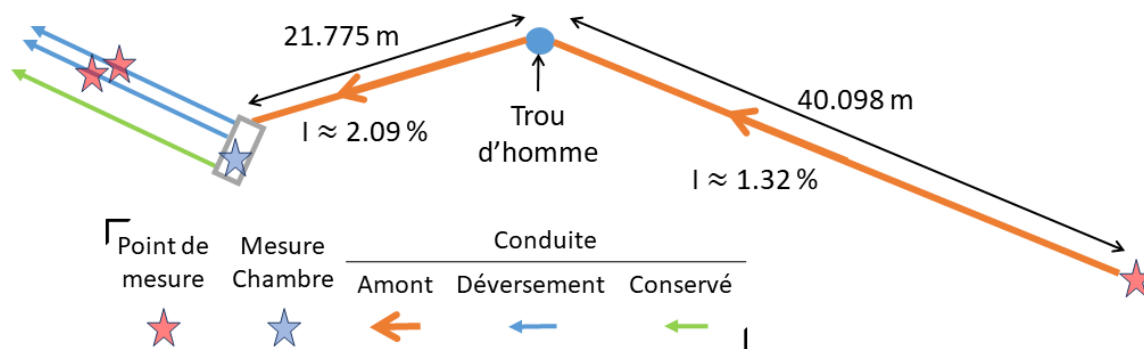 21.775 m
40.098 m
Trou
d’homme
I ≈ 2.09 %
I ≈ 1.32 %
Point de
mesure
Mesure
Chambre
Conduite
Amont
Déversement
Conservé